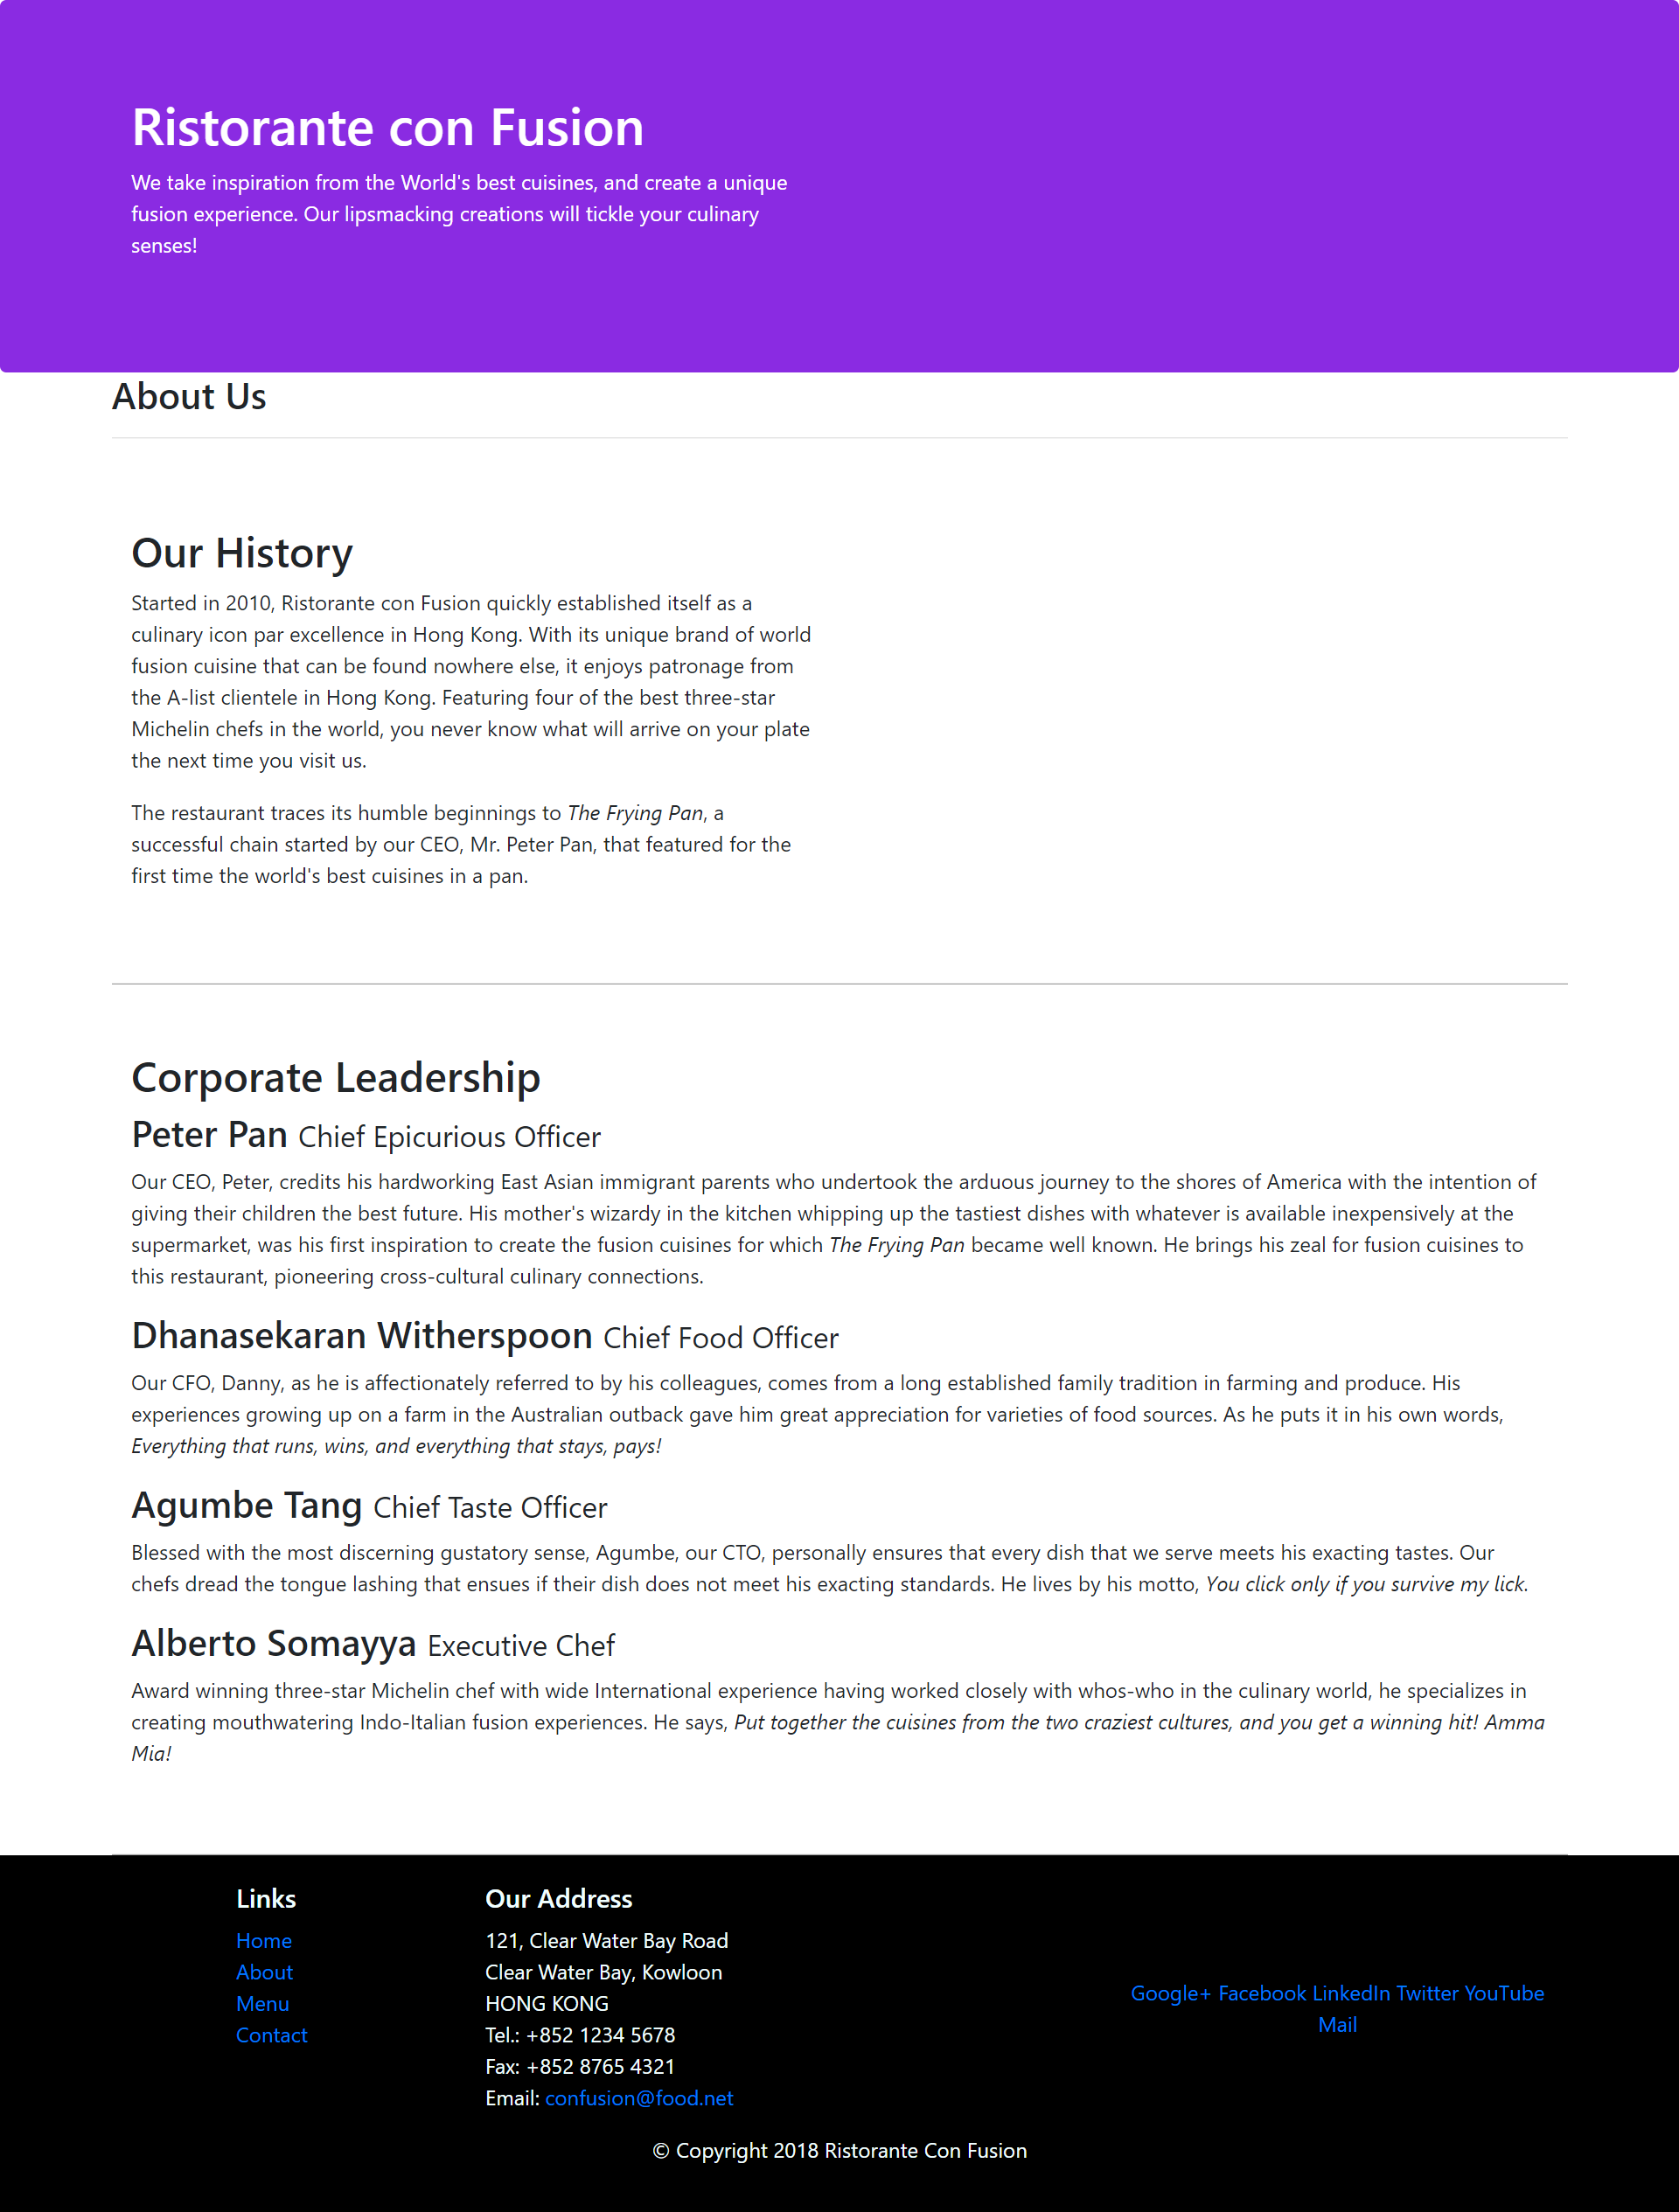 Ristorante con Fusion
We take inspiration from the World's best cuisines, and create a unique
fusion experience. Our lipsmacking creations will tickle your culinary
senses!
About Us
Our History
Started in 2010, Ristorante con Fusion quickly established itself as a
culinary icon par excellence in Hong Kong. With its unique brand of world
fusion cuisine that can be found nowhere else, it enjoys patronage from
the A-list clientele in Hong Kong. Featuring four of the best three-star
Michelin chefs in the world, you never know what will arrive on your plate
the next time you visit us.
The restaurant traces its humble beginnings to The Frying Pan, a
successful chain started by our CEO, Mr. Peter Pan, that featured for the
first time the world's best cuisines in a pan.
Corporate Leadership
Peter Pan Chief Epicurious Officer
Our CEO, Peter, credits his hardworking East Asian immigrant parents who undertook the arduous journey to the shores of America with the intention of
giving their children the best future. His mother's wizardy in the kitchen whipping up the tastiest dishes with whatever is available inexpensively at the
supermarket, was his first inspiration to create the fusion cuisines for which The Frying Pan became well known. He brings his zeal for fusion cuisines to
this restaurant, pioneering cross-cultural culinary connections.
Dhanasekaran Witherspoon Chief Food Officer
Our CFO, Danny, as he is affectionately referred to by his colleagues, comes from a long established family tradition in farming and produce. His
experiences growing up on a farm in the Australian outback gave him great appreciation for varieties of food sources. As he puts it in his own words,
Everything that runs, wins, and everything that stays, pays!
Agumbe Tang Chief Taste Officer
Blessed with the most discerning gustatory sense, Agumbe, our CTO, personally ensures that every dish that we serve meets his exacting tastes. Our
chefs dread the tongue lashing that ensues if their dish does not meet his exacting standards. He lives by his motto, You click only if you survive my lick.
Alberto Somayya Executive Chef
Award winning three-star Michelin chef with wide International experience having worked closely with whos-who in the culinary world, he specializes in
creating mouthwatering Indo-Italian fusion experiences. He says, Put together the cuisines from the two craziest cultures, and you get a winning hit! Amma
Mia!
Links
Home
About
Menu
Contact
Our Address
121, Clear Water Bay Road
Clear Water Bay, Kowloon
HONG KONG
Tel.: +852 1234 5678
Fax: +852 8765 4321
Email: confusion@food.net
Google+ Facebook LinkedIn Twitter YouTube
Mail
© Copyright 2018 Ristorante Con Fusion